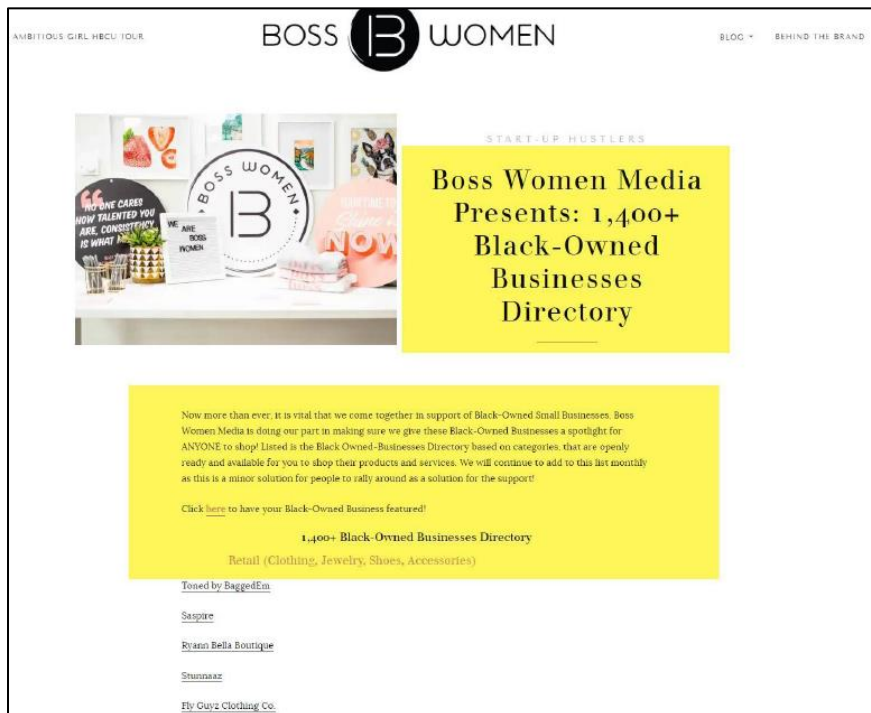 AMBITIOUS GIRL HBCU TOUR
BOSS B WOMEN
BLOG
BEHIND THE BRAND
START-UP HUSTLERS
Boss Women Media
Presents: 1,400+
Black-Owned
Businesses
Directory
BOSS WOMEN
B
NO ONE CARES
HOW TALENTED YOU
ARE, CONSISTENCY
IS WHAT
WE
ARE
BOSS
WOMEN.
NOW
Now more than ever, it is vital that we come together in support of Black-Owned Small Businesses. Boss
Women Media is doing our part in making sure we give these Black-Owned Businesses a spotlight for
ANYONE to shop! Listed is the Black Owned-Businesses Directory based on categories, that are openly
ready and available for you to shop their products and services. We will continue to add to this list monthly
as this is a minor solution for people to rally around as a solution for the support!
Click here to have your Black-Owned Business featured!
1,400+ Black-Owned Businesses Directory
Retail (Clothing, Jewelry, Shoes, Accessories)
Toned by BaggedEm
Saspire
Ryann Bella Boutique
Stunnaaz
Fly Guyz Clothing Co.